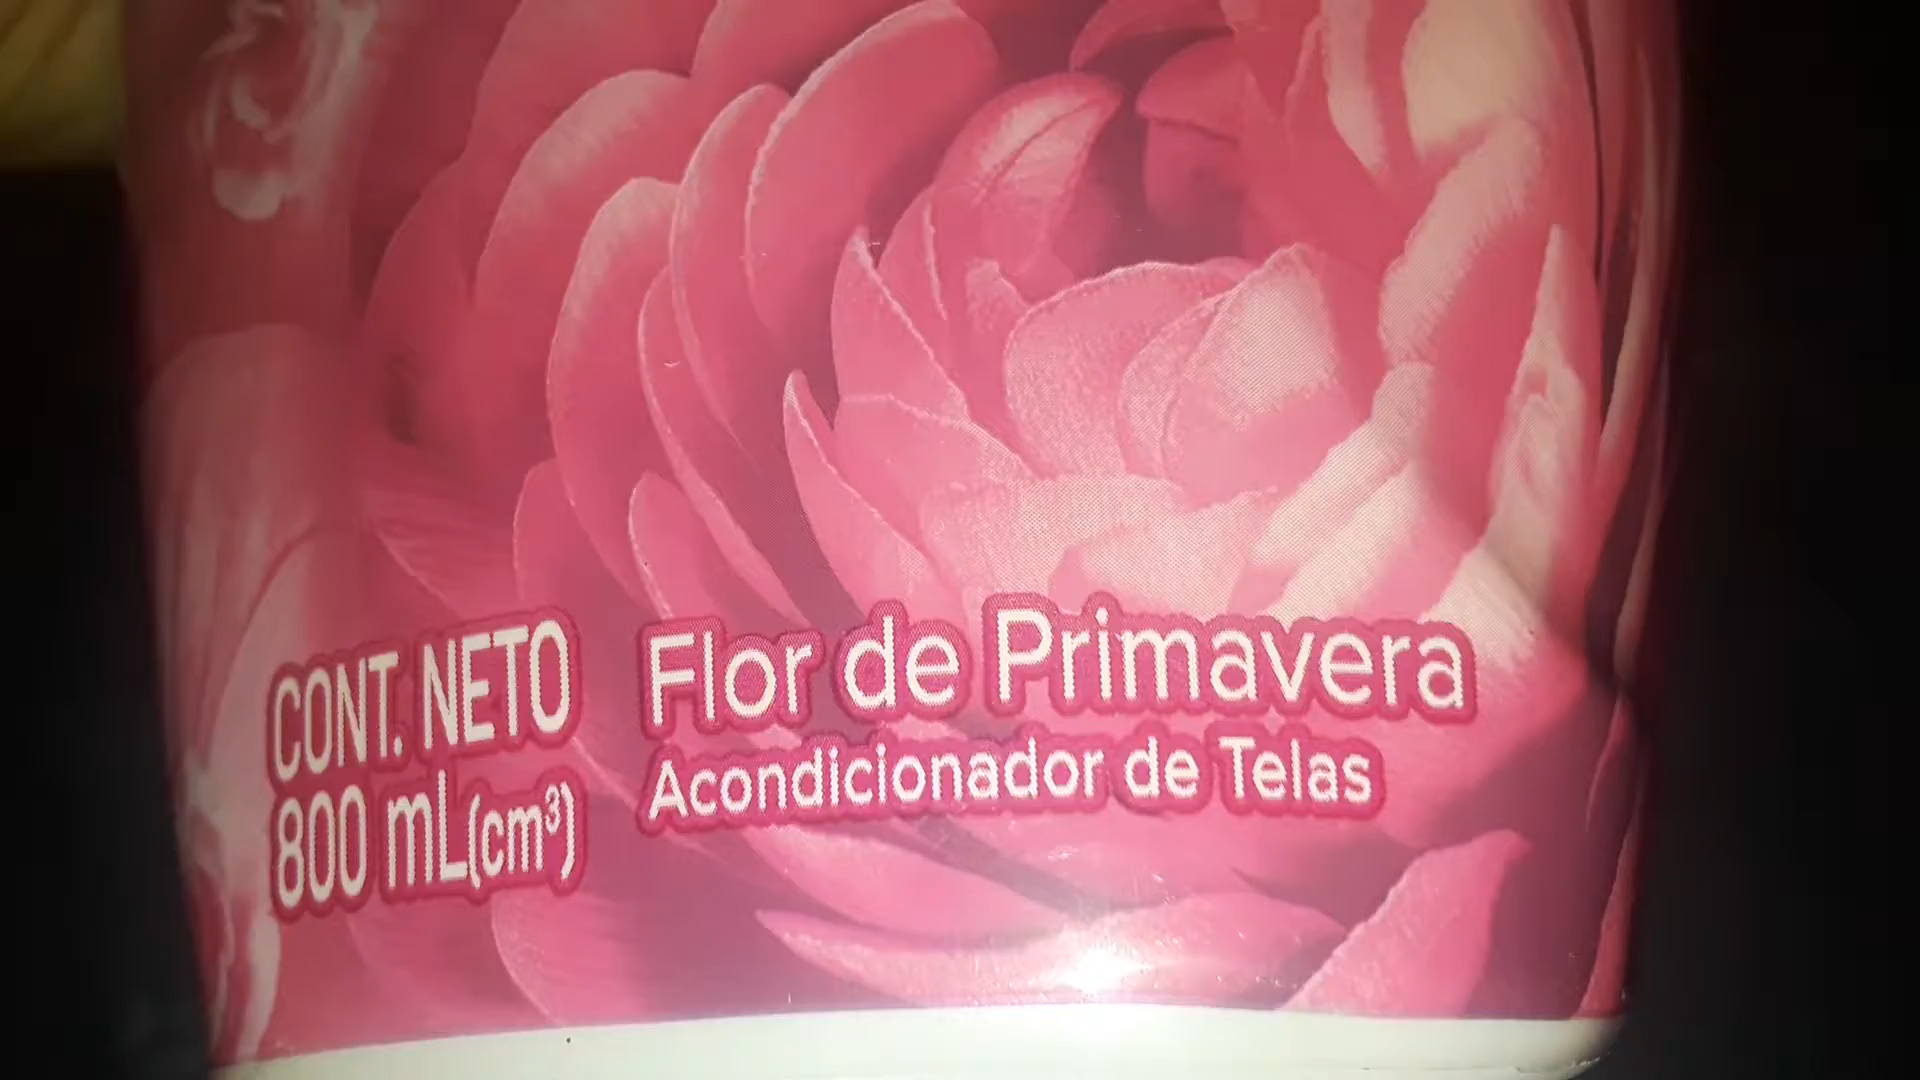 CONT. NETO
800 mL(cm³)
Flor de Primavera
Acondicionador de Telas